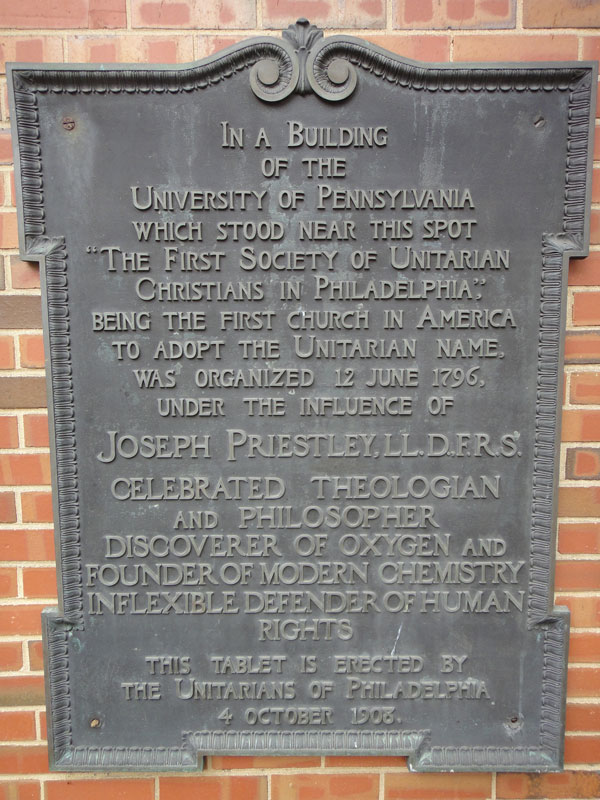 In a Building
of the
University of Pennsylvania
which stood near this spot
"The First Society of Unitarian
Christians in Philadelphia",
being the first church in America
to adopt the Unitarian name,
was organized 12 June 1796,
under the influence of
Joseph Priestley, LL.D., F.R.S.
CELEBRATED THEOLOGIAN
AND PHILOSOPHER
DISCOVERER OF OXYGEN AND
FOUNDER OF MODERN CHEMISTRY
INFLEXIBLE DEFENDER OF HUMAN
RIGHTS
this tablet is erected by
the Unitarians of Philadelphia
4 october